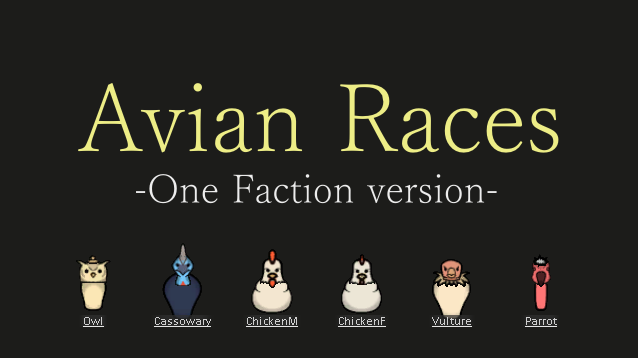 Avian Races
-One Faction version-
Owl Cassowary ChickenM ChickenF Vulture Parrot